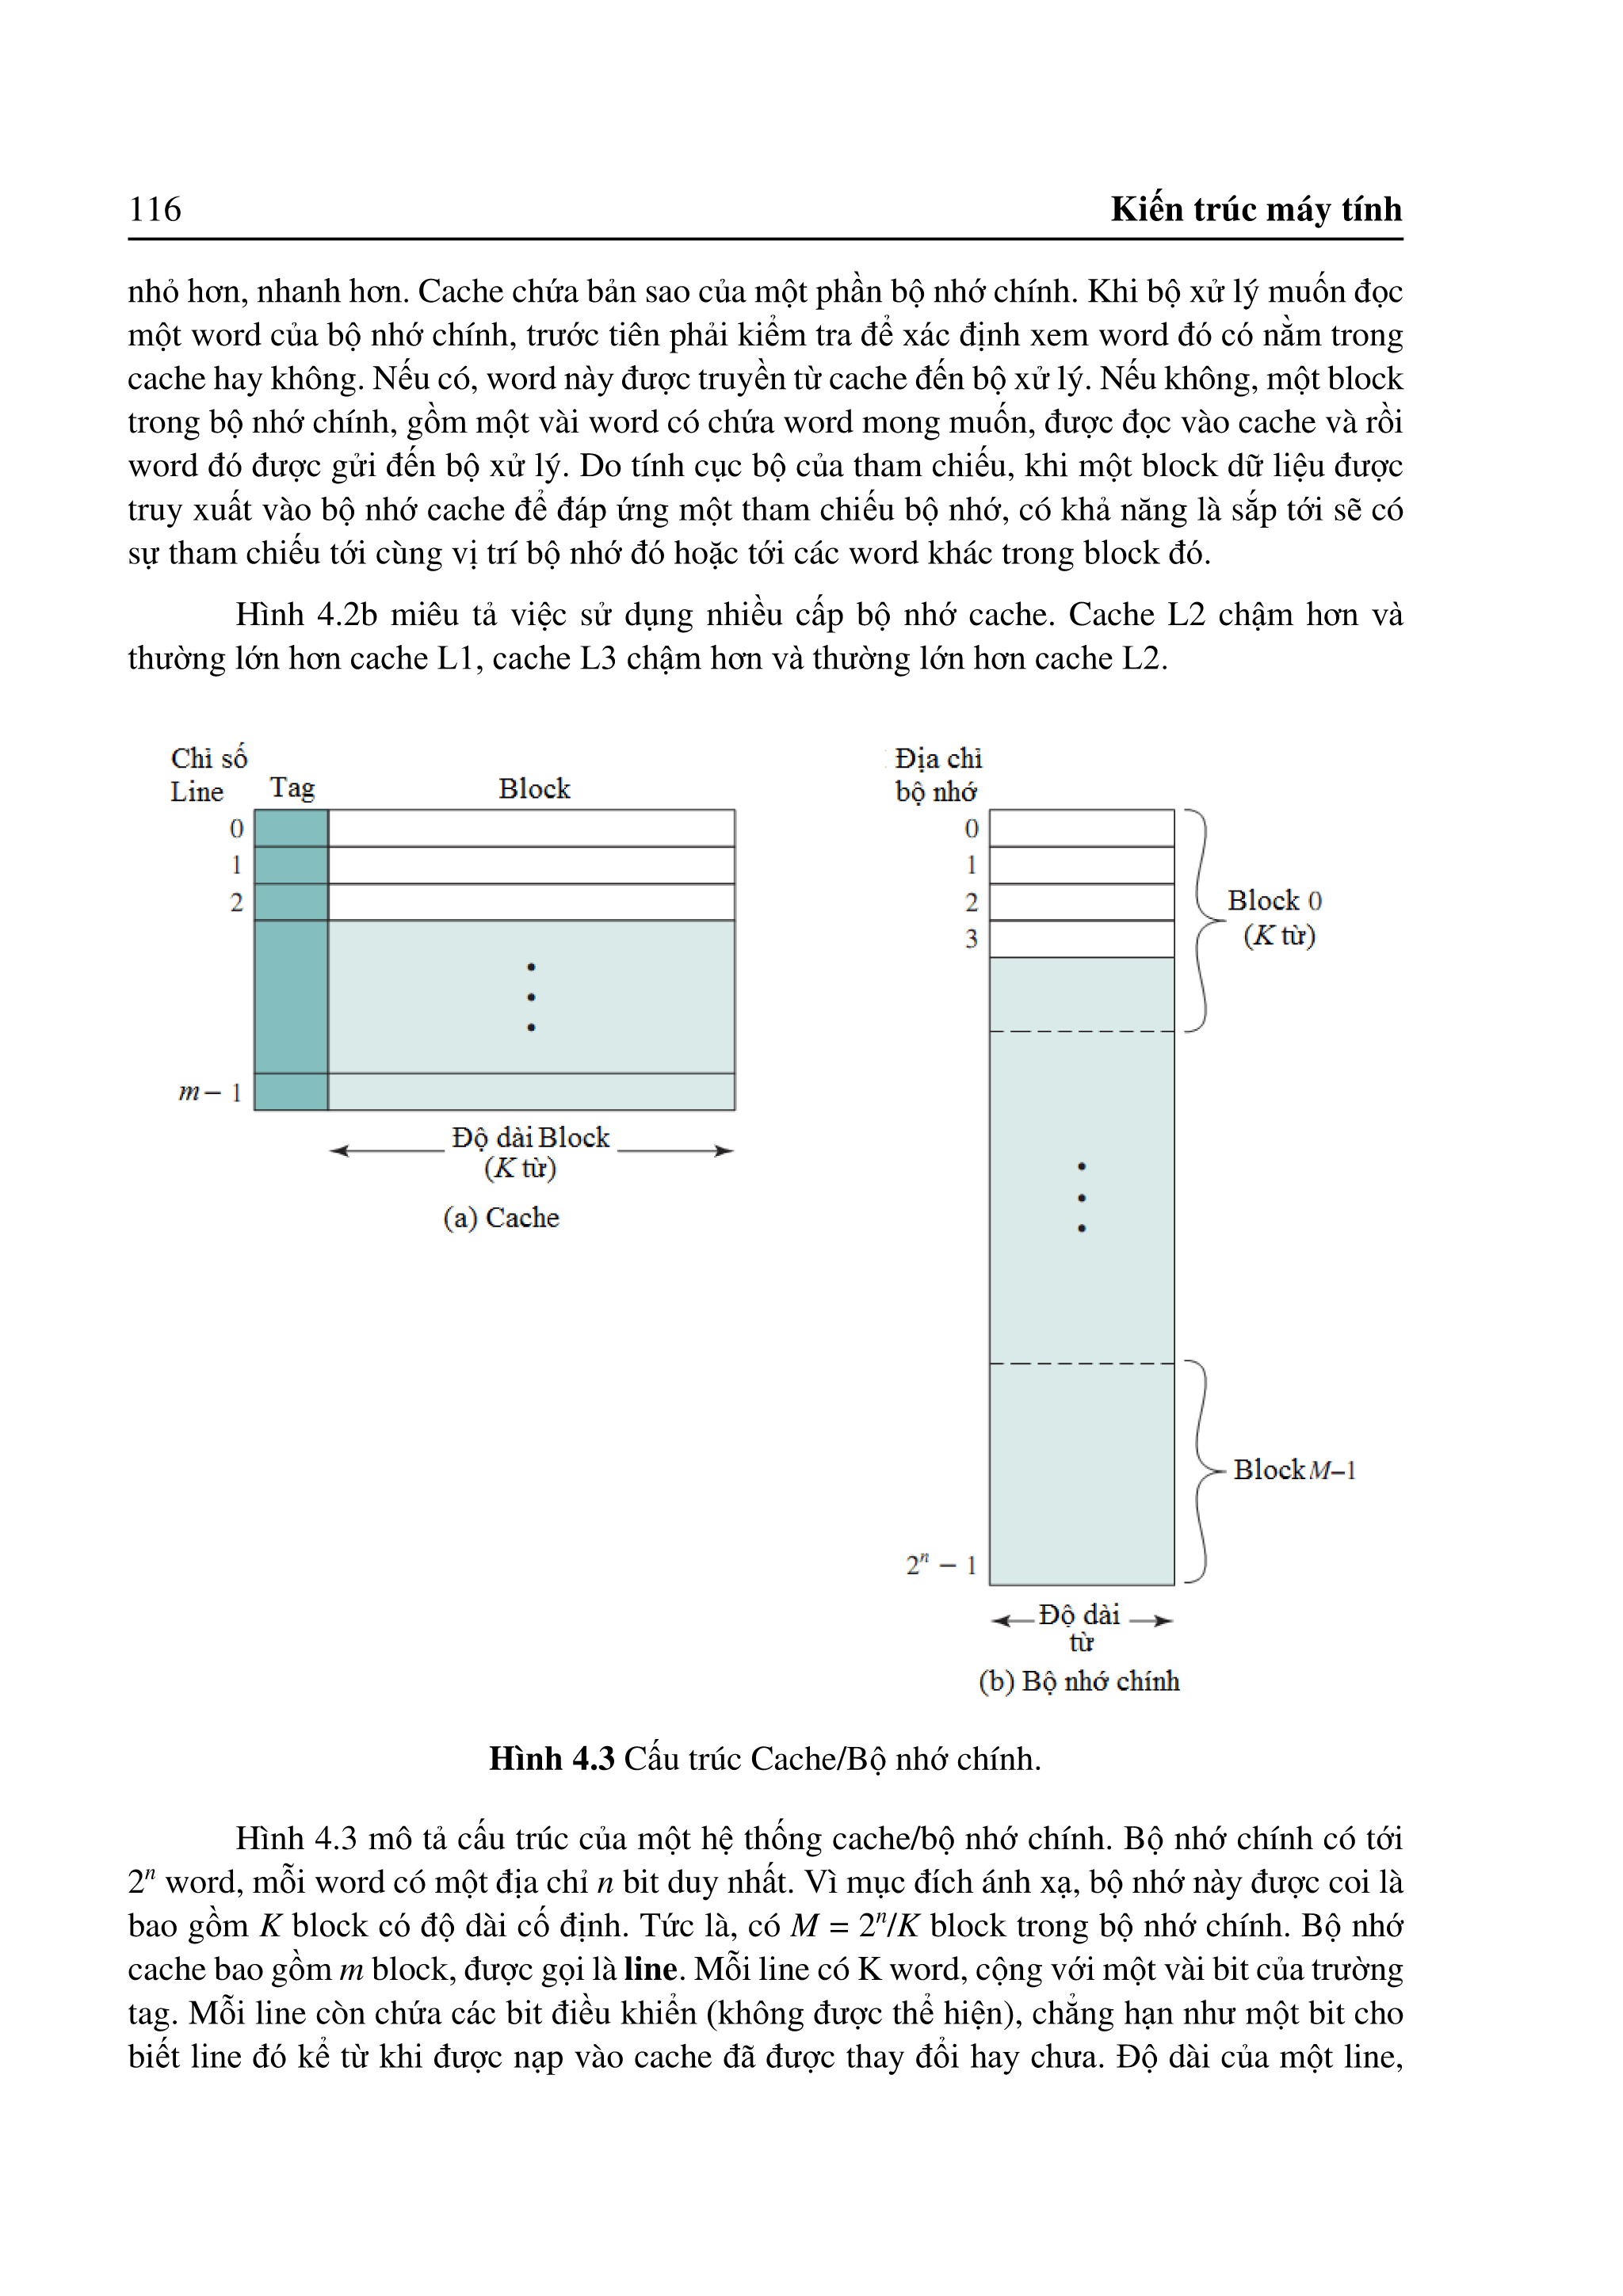 116 Kiến trúc máy tính
nhỏ hơn, nhanh hơn. Cache chứa bản sao của một phần bộ nhớ chính. Khi bộ xử lý muốn đọc
một word của bộ nhớ chính, trước tiên phải kiểm tra để xác định xem word đó có nằm trong
cache hay không. Nếu có, word này được truyền từ cache đến bộ xử lý. Nếu không, một block
trong bộ nhớ chính, gồm một vài word có chứa word mong muốn, được đọc vào cache và rồi
word đó được gửi đến bộ xử lý. Do tính cục bộ của tham chiếu, khi một block dữ liệu được
truy xuất vào bộ nhớ cache để đáp ứng một tham chiếu bộ nhớ, có khả năng là sắp tới sẽ có
sự tham chiếu tới cùng vị trí bộ nhớ đó hoặc tới các word khác trong block đó.
Hình 4.2b miêu tả việc sử dụng nhiều cấp bộ nhớ cache. Cache L2 chậm hơn và
thường lớn hơn cache L1, cache L3 chậm hơn và thường lớn hơn cache L2.
Chỉ số
Line
Tag
Block
0
1
2
m – 1
Độ dài Block
(K từ)
(a) Cache
Địa chỉ
bộ nhớ
0
1
2
3
Block 0
(K từ)
Block M–1
2ⁿ – 1
Độ dài
từ
(b) Bộ nhớ chính
Hình 4.3 Cấu trúc Cache/Bộ nhớ chính.
Hình 4.3 mô tả cấu trúc của một hệ thống cache/bộ nhớ chính. Bộ nhớ chính có tới
2ⁿ word, mỗi word có một địa chỉ n bit duy nhất. Vì mục đích ánh xạ, bộ nhớ này được coi là
bao gồm K block có độ dài cố định. Tức là, có M = 2ⁿ/K block trong bộ nhớ chính. Bộ nhớ
cache bao gồm m block, được gọi là line. Mỗi line có K word, cộng với một vài bit của trường
tag. Mỗi line còn chứa các bit điều khiển (không được thể hiện), chẳng hạn như một bit cho
biết line đó kể từ khi được nạp vào cache đã được thay đổi hay chưa. Độ dài của một line,